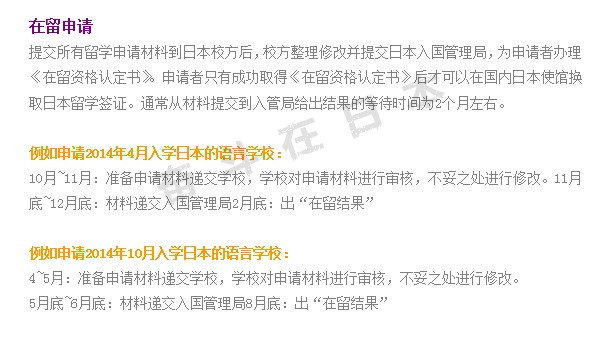 在留申请
提交所有留学申请材料到日本校方后，校方整理修改并提交日本入国管理局，为申请者办理
《在留资格认定书》。申请者只有成功取得《在留资格认定书》后才可以在国内日本使馆换
取日本留学签证。通常从材料提交到入管局给出结果的等待时间为2个月左右。
例如申请2014年4月入学日本的语言学校：
10月~11月：准备申请材料递交学校，学校对申请材料进行审核，不妥之处进行修改。11月
底~12月底：材料递交入国管理局2月底：出“在留结果”
例如申请2014年10月入学日本的语言学校：
4~5月：准备申请材料递交学校，学校对申请材料进行审核，不妥之处进行修改。
5月底~6月底：材料递交入国管理局8月底：出“在留结果”
奋斗在日本